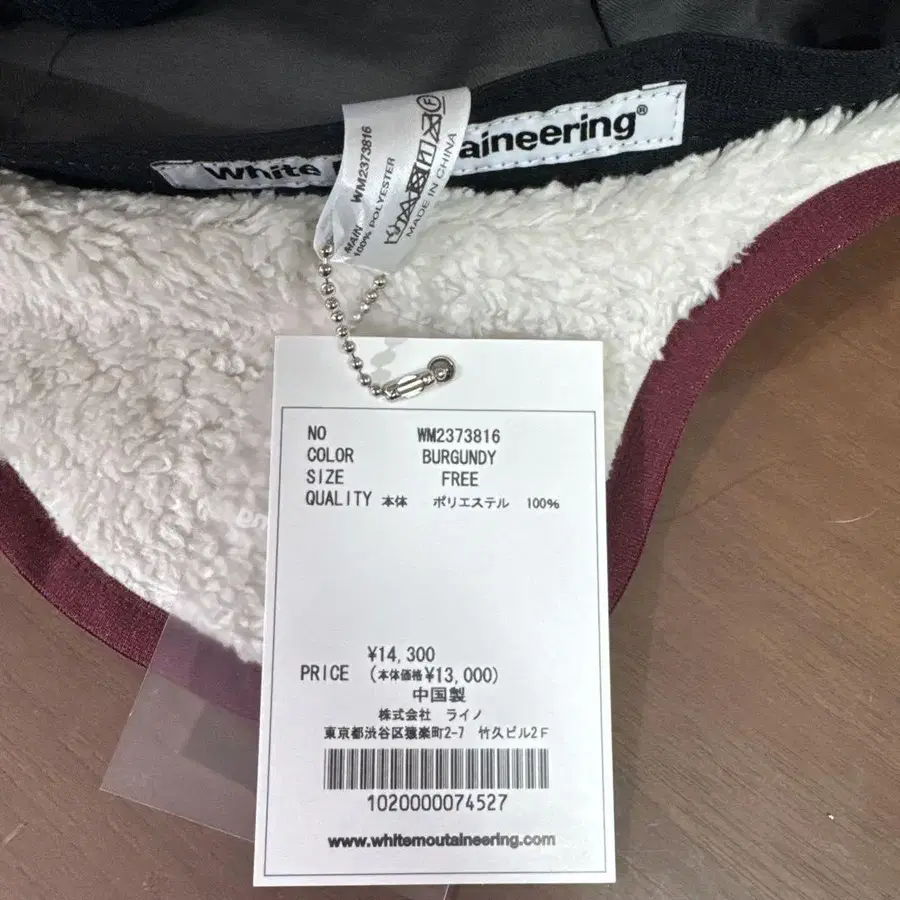 White aineering®
WM2373816
MAIN
100% POLYESTER
F
MADE IN CHINA
NO WM2373816
COLOR BURGUNDY
SIZE FREE
QUALITY 本体 ポリエステル 100%
¥14,300
PRICE (本体価格¥13,000)
中国製
株式会社 ライノ
東京都渋谷区猿楽町2-7 竹久ビル2F
1020000074527
www.whitemoutaineering.com